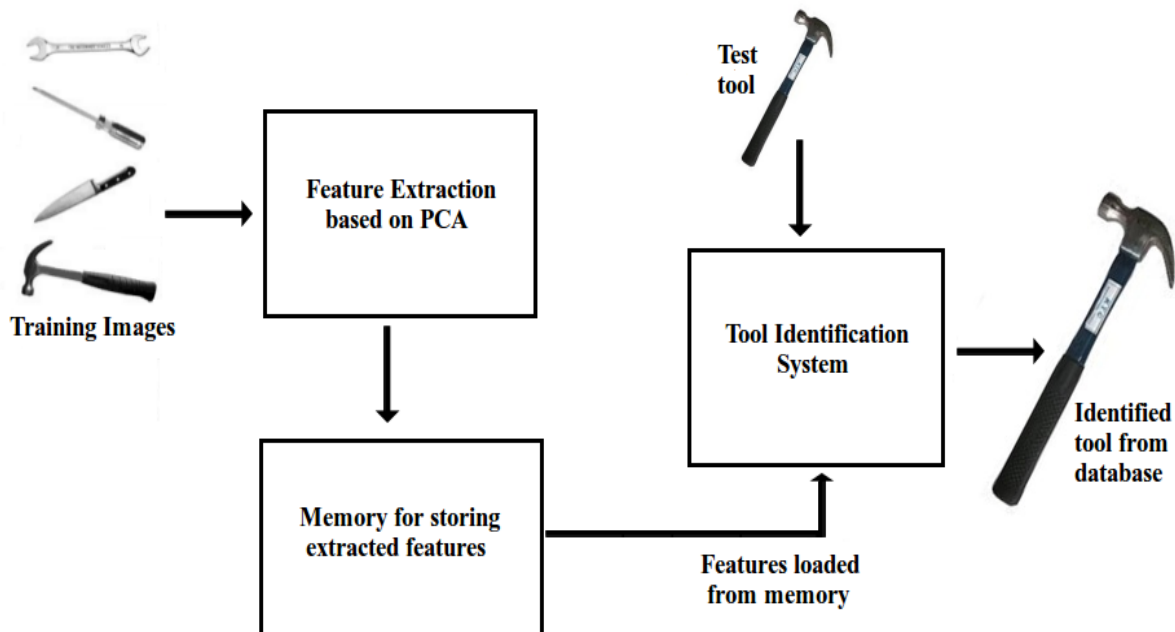 Training Images
Feature Extraction
based on PCA
Memory for storing
extracted features
Features loaded
from memory
Test
tool
Tool Identification
System
Identified
tool from
database